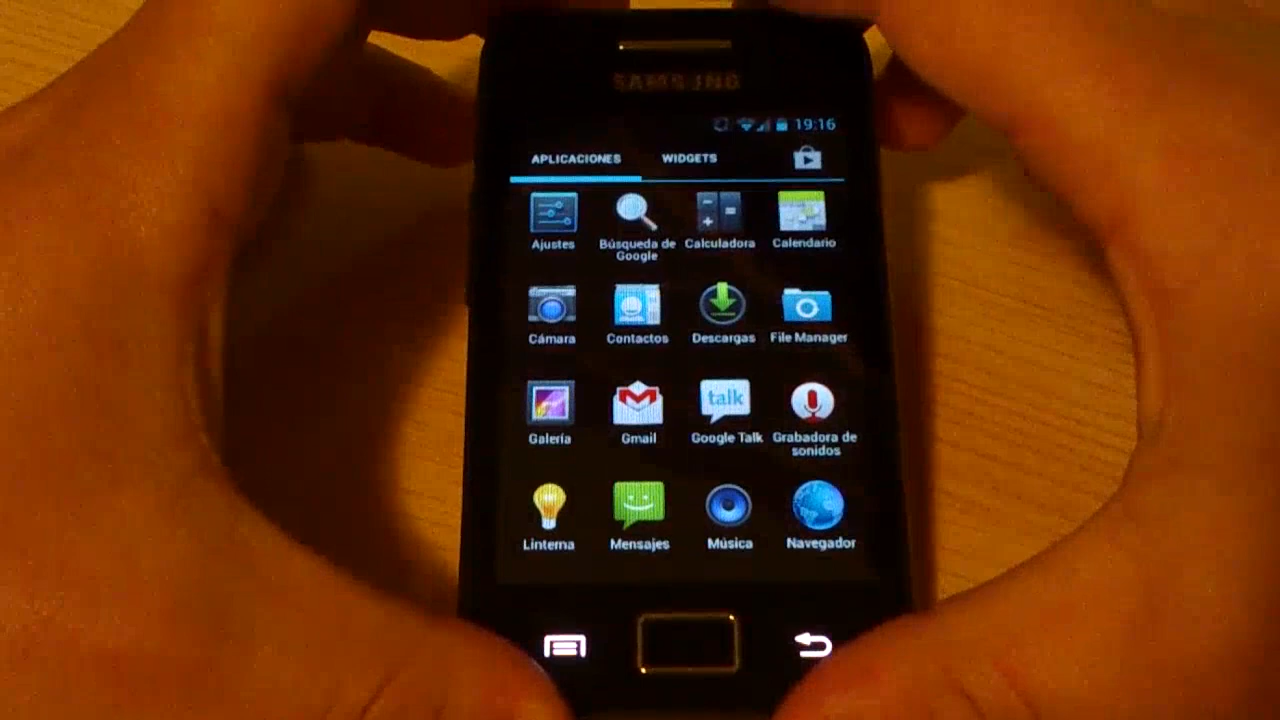 SAMSUNG
19:16
APLICACIONES WIDGETS
Ajustes Búsqueda de Google Calculadora Calendario
Cámara Contactos Descargas File Manager
talk
Galería Gmail Google Talk Grabadora de sonidos
Linterna Mensajes Música Navegador